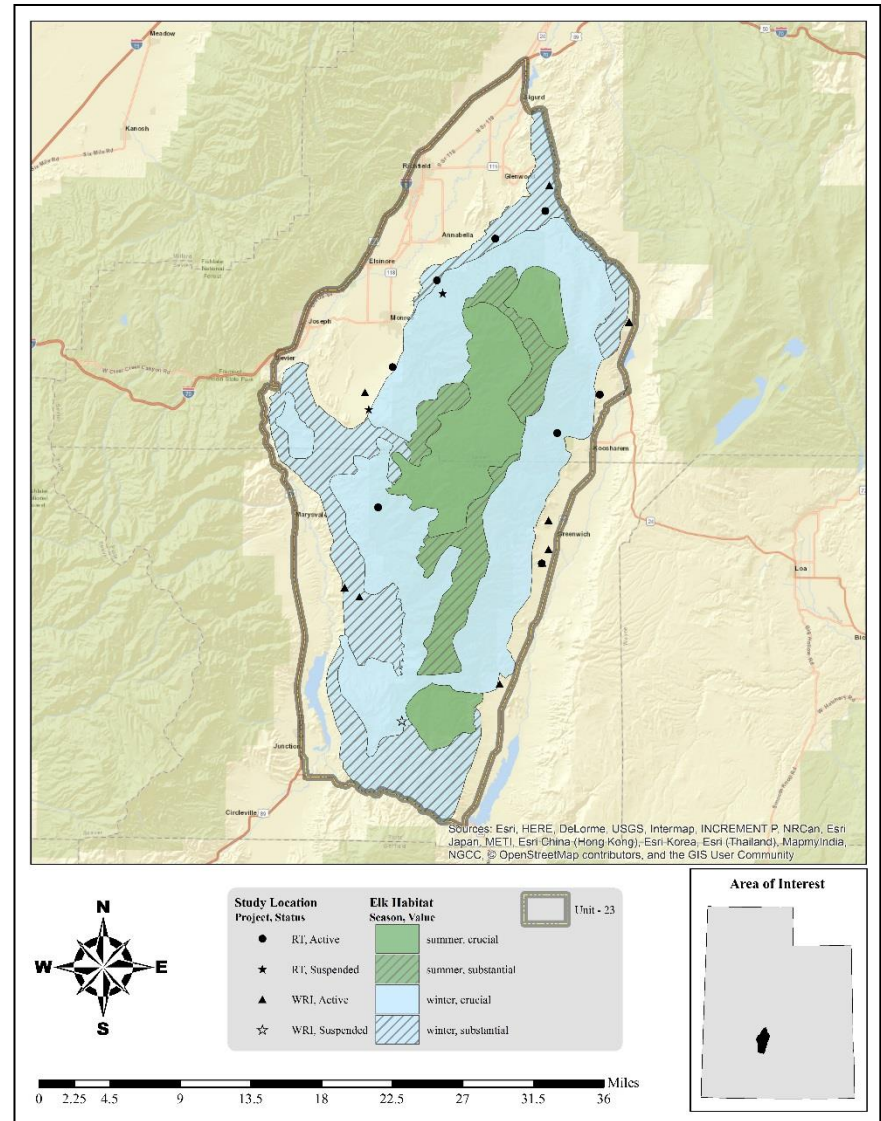 Meadow
Kanosh
Sigurd
Richfield
Glenwood
Annabella
Elsinore
Joseph
Monroe
Sevier
Koosharem
Marysvale
Greenwich
Loa
Junction
Circleville
Sources: Esri, HERE, DeLorme, USGS, Intermap, INCREMENT P, NRCan, Esri
Japan, METI, Esri China (Hong Kong), Esri Korea, Esri (Thailand), MapmyIndia,
NGCC, © OpenStreetMap contributors, and the GIS User Community
N
W
E
S
Study Location
Project, Status
RT, Active
RT, Suspended
WRI, Active
WRI, Suspended
Elk Habitat
Season, Value
summer, crucial
summer, substantial
winter, crucial
winter, substantial
Unit - 23
Area of Interest
Miles
0 2.25 4.5 9 13.5 18 22.5 27 31.5 36